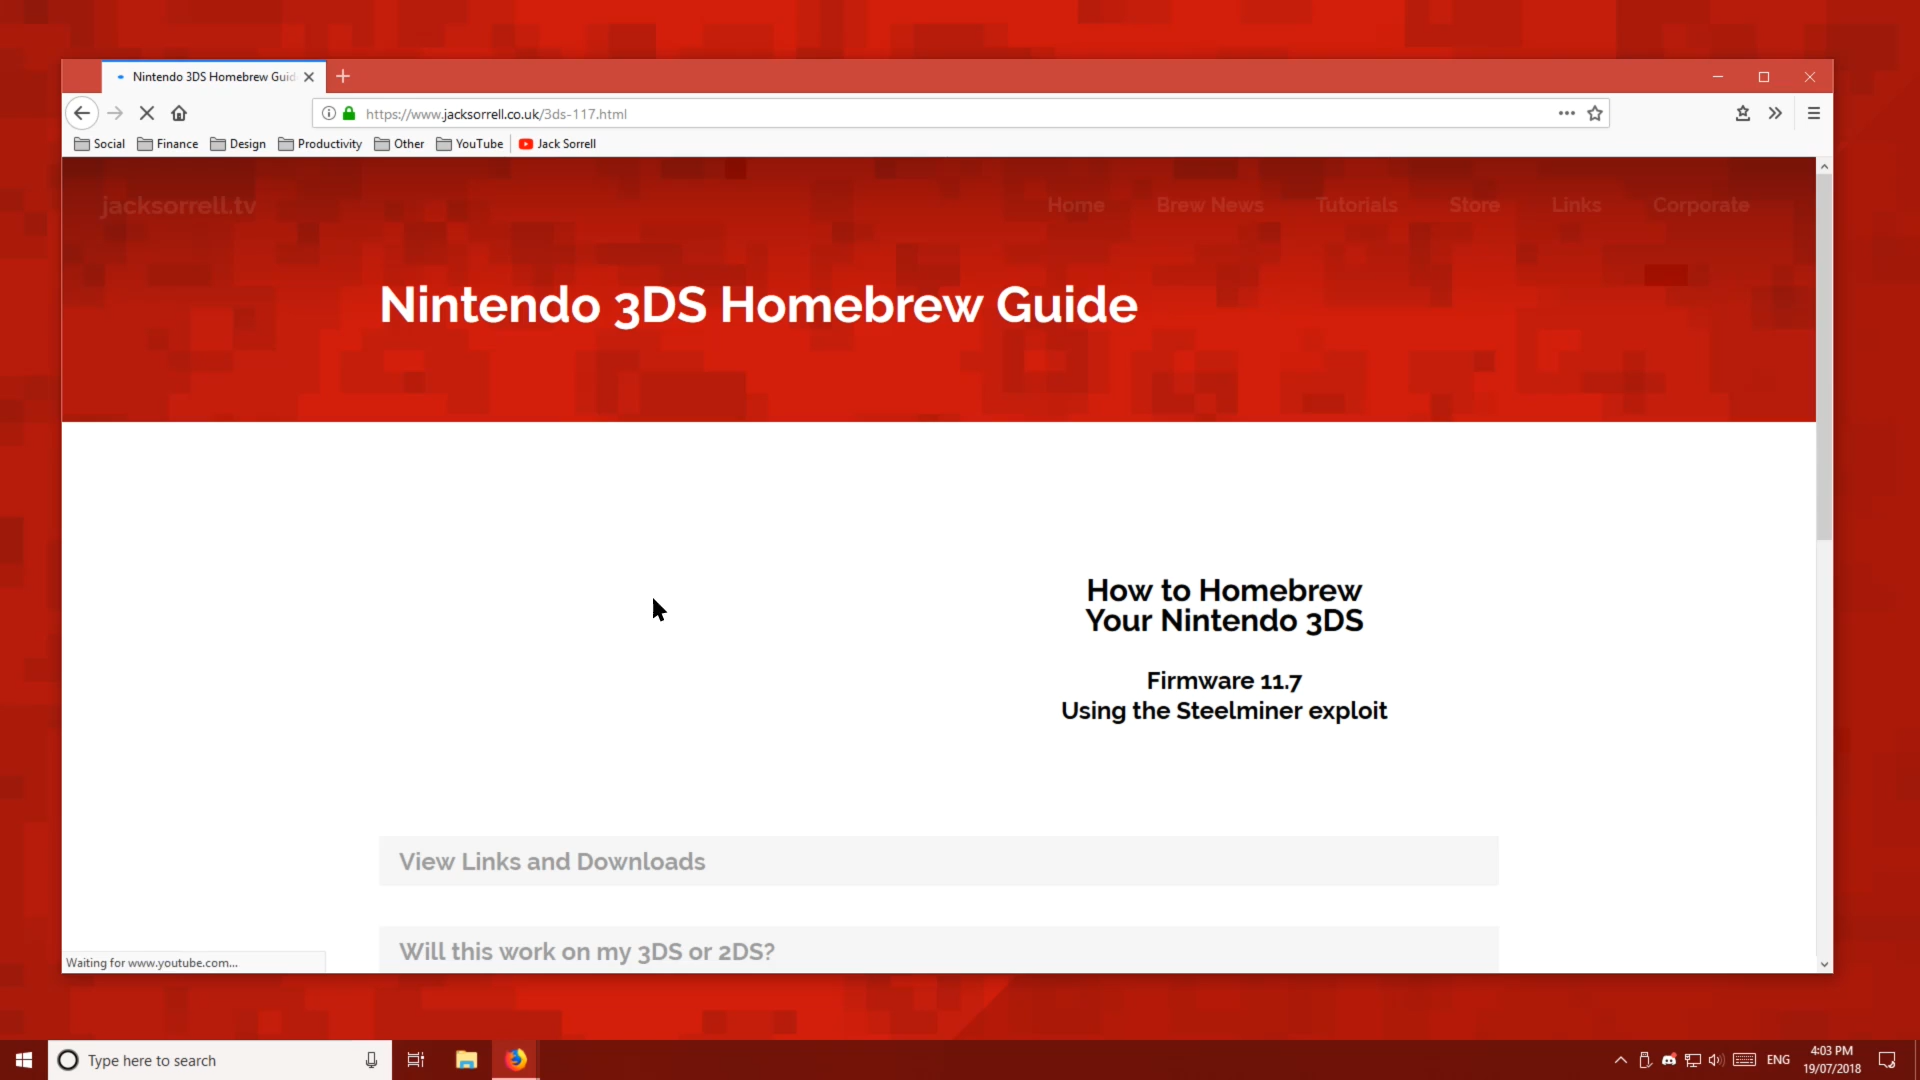 Nintendo 3DS Homebrew Guid
https://www.jacksorrell.co.uk/3ds-117.html
Social Finance Design Productivity Other YouTube Jack Sorrell
jacksorrell.tv Home Brew News Tutorials Store Links Corporate
Nintendo 3DS Homebrew Guide
How to Homebrew
Your Nintendo 3DS
Firmware 11.7
Using the Steelminer exploit
View Links and Downloads
Will this work on my 3DS or 2DS?
Waiting for www.youtube.com...
Type here to search
ENG
4:03 PM
19/07/2018